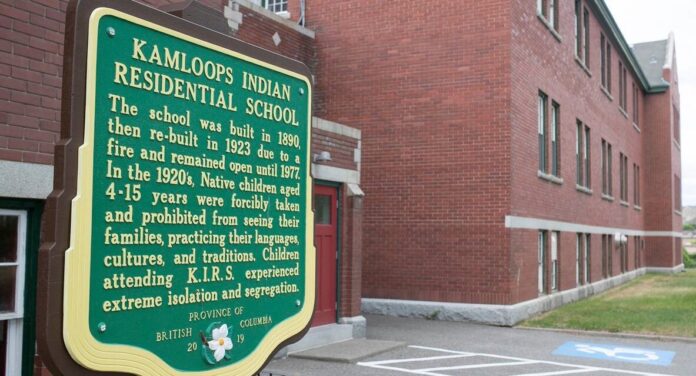 KAMLOOPS INDIAN
RESIDENTIAL SCHOOL
The school was built in 1890,
then re-built in 1923 due to a
fire and remained open until 1977.
In the 1920's, Native children aged
4-15 years were forcibly taken
and prohibited from seeing their
families, practicing their languages,
cultures, and traditions. Children
attending K.I.R.S. experienced
extreme isolation and segregation.
PROVINCE OF
BRITISH COLUMBIA
20 19